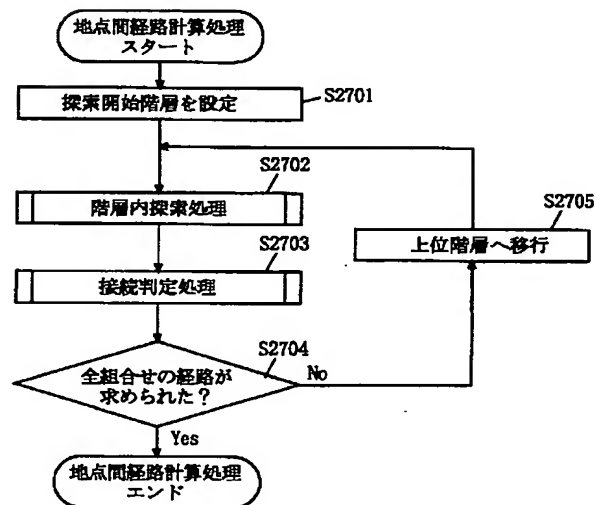 地点間経路計算処理
スタート
探索開始階層を設定
S2701
S2702
階層内探索処理
S2705
上位階層へ移行
S2703
接続判定処理
S2704
全組合せの経路が
求められた？
No
Yes
地点間経路計算処理
エンド